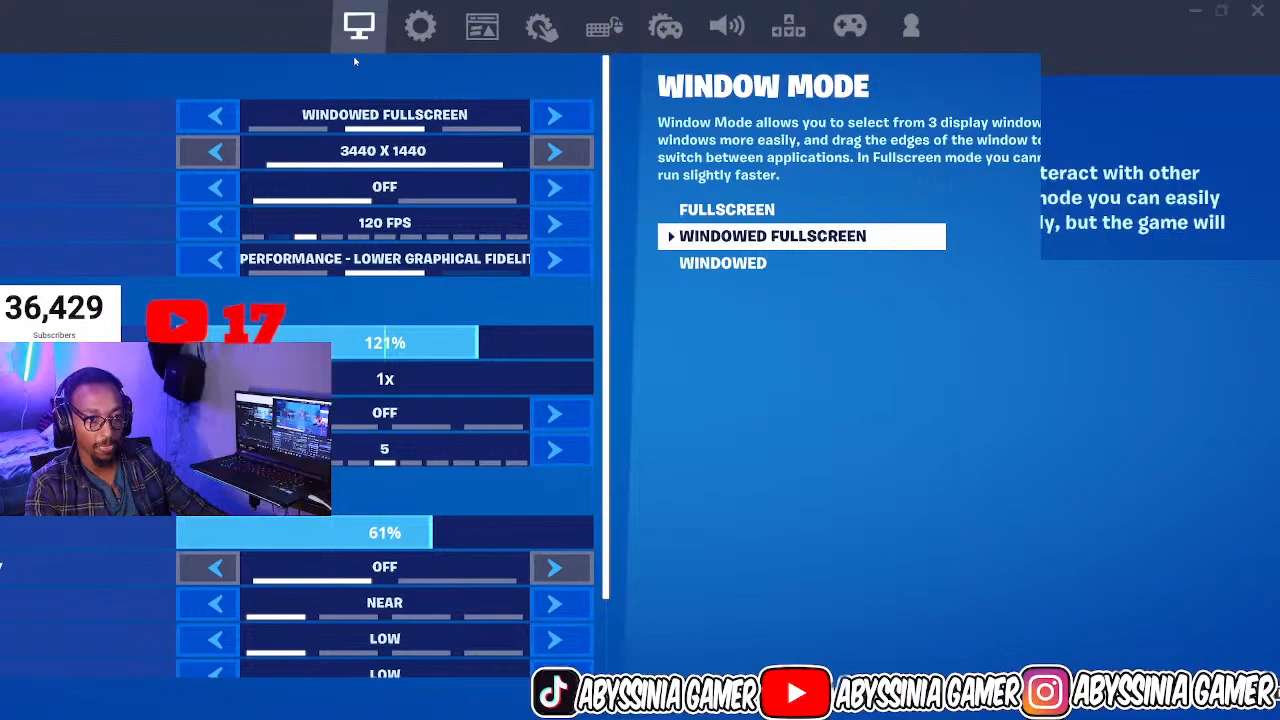 WINDOWED FULLSCREEN
3440 X 1440
OFF
120 FPS
PERFORMANCE - LOWER GRAPHICAL FIDELIT
36,429
Subscribers
17
121%
1x
OFF
5
61%
OFF
NEAR
LOW
LOW
WINDOW MODE
Window Mode allows you to select from 3 display window
windows more easily, and drag the edges of the window to
switch between applications. In Fullscreen mode you cann
run slightly faster.
teract with other
node you can easily
ly, but the game will
FULLSCREEN
WINDOWED FULLSCREEN
WINDOWED
ABYSSINIA GAMER ABYSSINIA GAMER ABYSSINIA GAMER